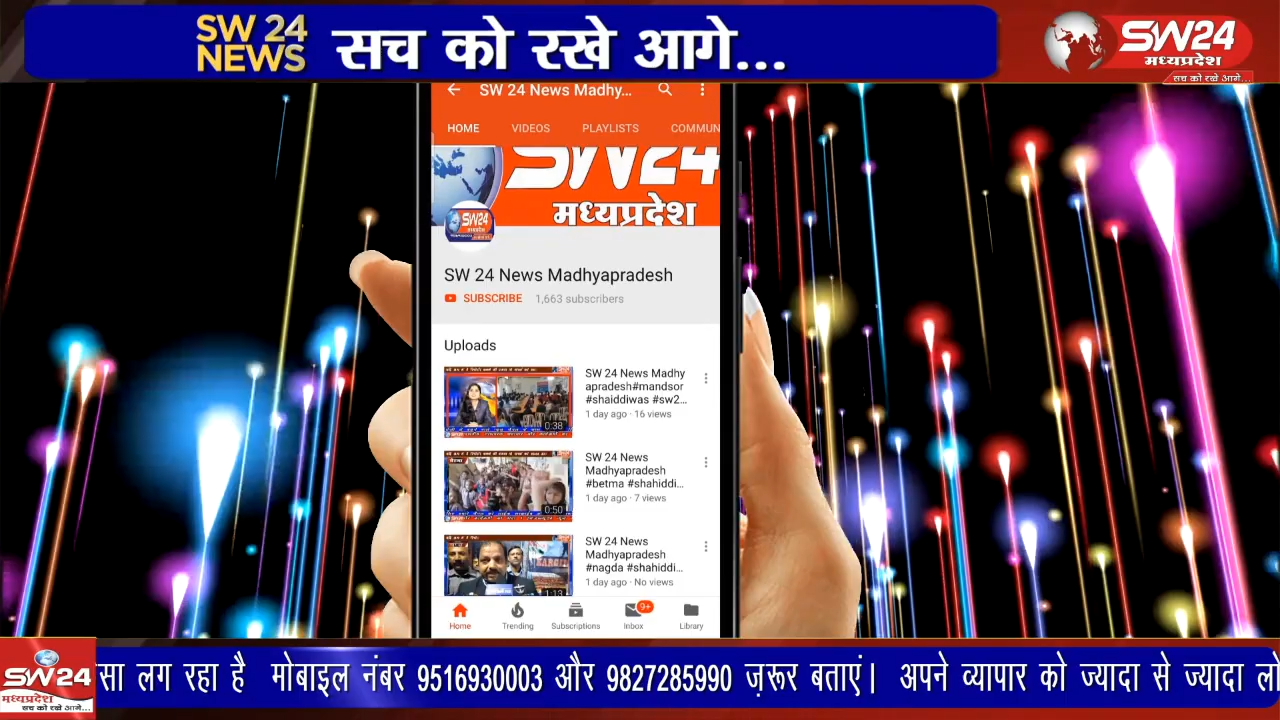 SW 24
NEWS
सच को रखे आगे...
SW24
मध्यप्रदेश
सच को रखे आगे...
SW 24 News Madhy...
HOME VIDEOS PLAYLISTS COMMUN
SW24
मध्यप्रदेश
SW24
SW 24 News Madhyapradesh
SUBSCRIBE 1,663 subscribers
Uploads
SW 24 News Madhy
apradesh#mandsor
#shaiddiwas #sw2...
1 day ago · 16 views
0:38
SW 24 News
Madhyapradesh
#betma #shahiddi...
1 day ago · 7 views
0:50
SW 24 News
Madhyapradesh
#nagda #shahiddi...
1 day ago · No views
1:13
9+
Home Trending Subscriptions Inbox Library
SW24
मध्यप्रदेश
सच को रखे आगे...
सा लग रहा है मोबाइल नंबर 9516930003 और 9827285990 ज़रूर बताएं| अपने व्यापार को ज्यादा से ज्यादा लो